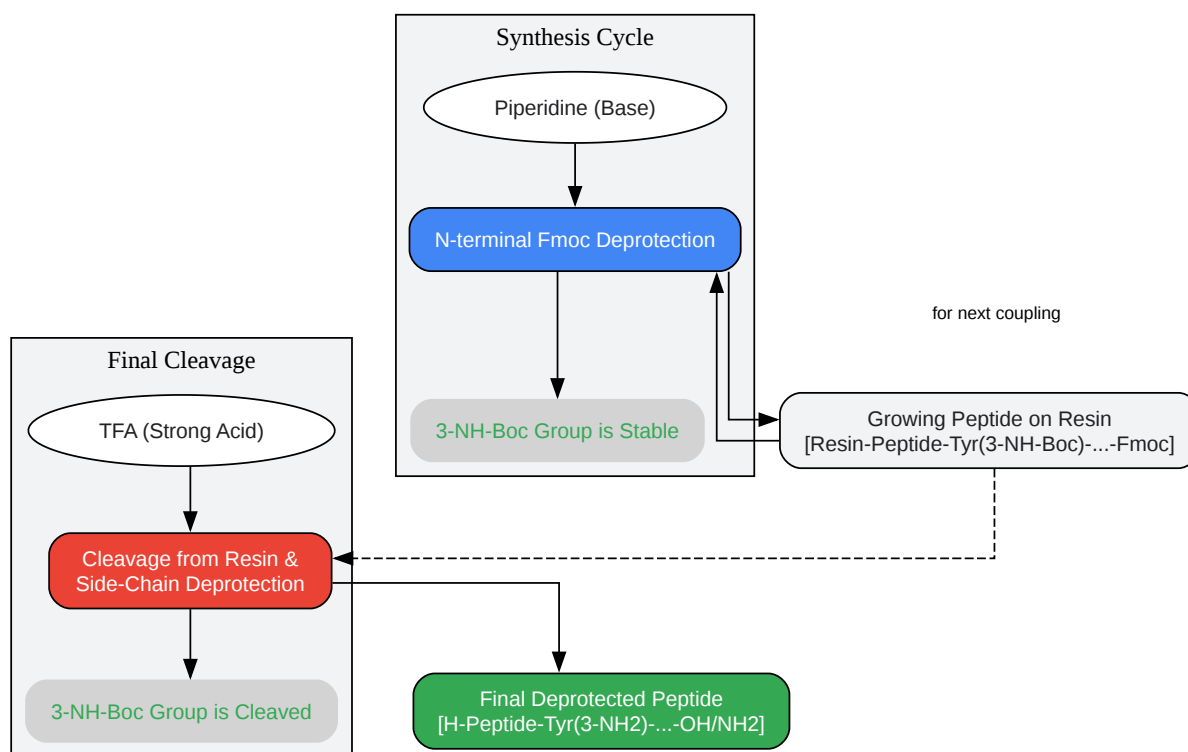 Synthesis Cycle
Piperidine (Base)
N-terminal Fmoc Deprotection
for next coupling
Final Cleavage
TFA (Strong Acid)
3-NH-Boc Group is Stable
Growing Peptide on Resin
[Resin-Peptide-Tyr(3-NH-Boc)-...-Fmoc]
Cleavage from Resin &
Side-Chain Deprotection
3-NH-Boc Group is Cleaved
Final Deprotected Peptide
[H-Peptide-Tyr(3-NH2)-...-OH/NH2]